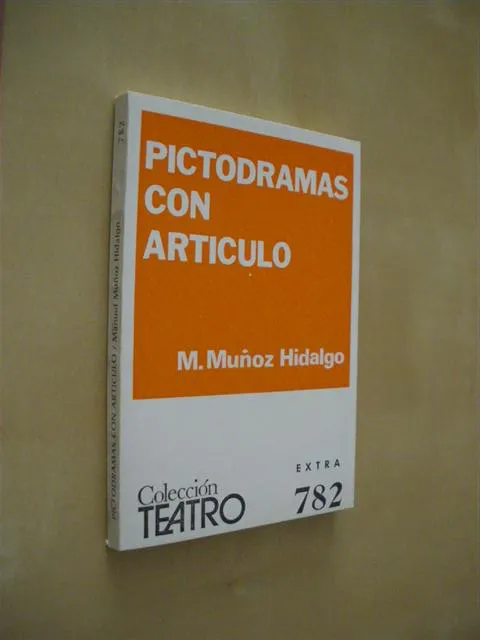 PICTODRAMAS
CON
ARTICULO
M. Muñoz Hidalgo
EXTRA
Colección
TEATRO
782
PICTODRAMAS CON ARTICULO / Manuel Muñoz Hidalgo
782